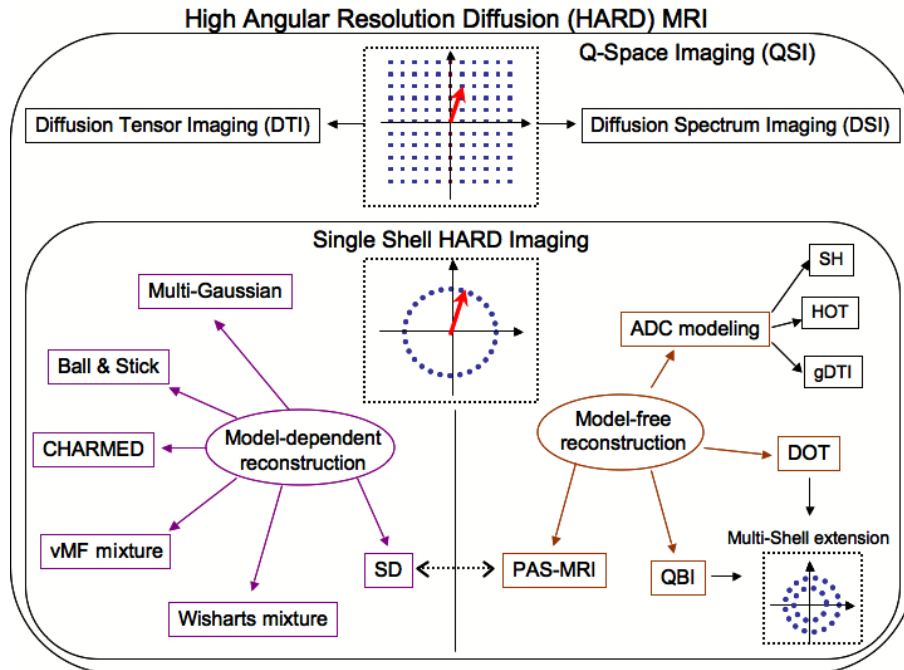 High Angular Resolution Diffusion (HARD) MRI
Q-Space Imaging (QSI)
Diffusion Tensor Imaging (DTI)
Diffusion Spectrum Imaging (DSI)
Single Shell HARD Imaging
Multi-Gaussian
Ball & Stick
CHARMED
Model-dependent
reconstruction
vMF mixture
Wisharts mixture
SD
SH
HOT
gDTI
ADC modeling
Model-free
reconstruction
DOT
PAS-MRI
QBI
Multi-Shell extension